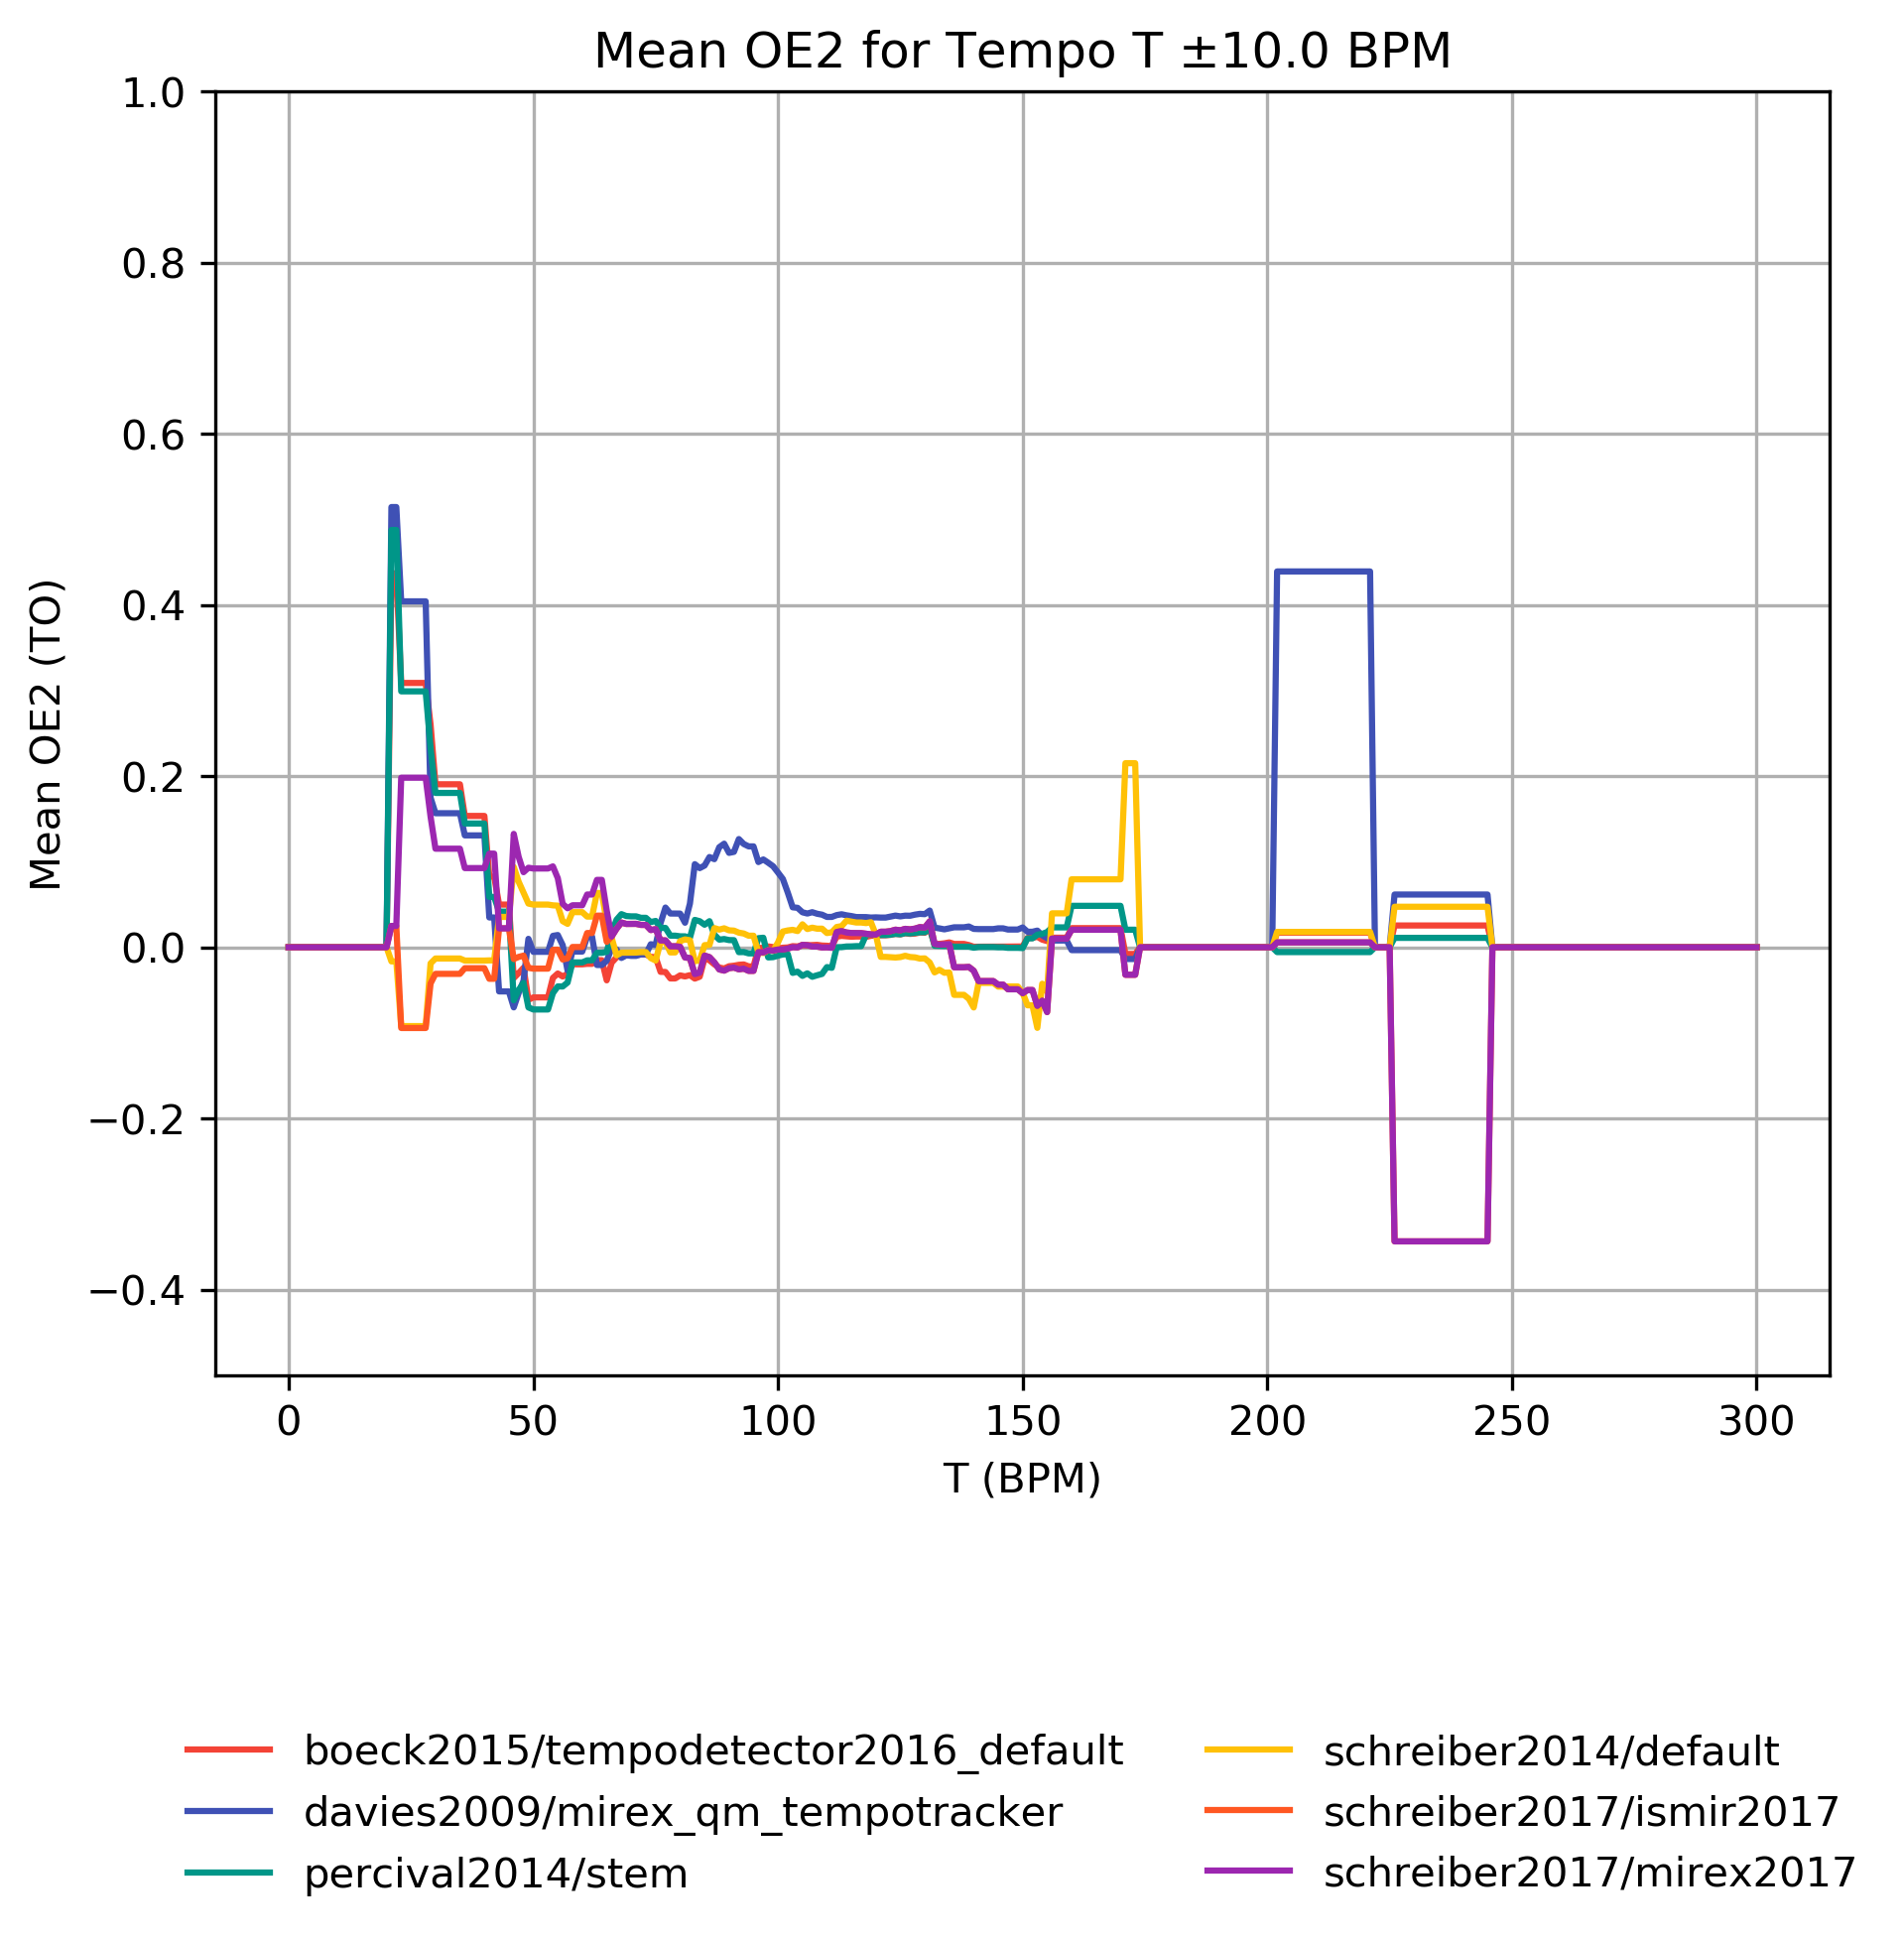 Mean OE2 for Tempo T ±10.0 BPM
1.0
0.8
0.6
0.4
0.2
0.0
−0.2
−0.4
Mean OE2 (TO)
0 50 100 150 200 250 300
T (BPM)
boeck2015/tempodetector2016_default
davies2009/mirex_qm_tempotracker
percival2014/stem
schreiber2014/default
schreiber2017/ismir2017
schreiber2017/mirex2017